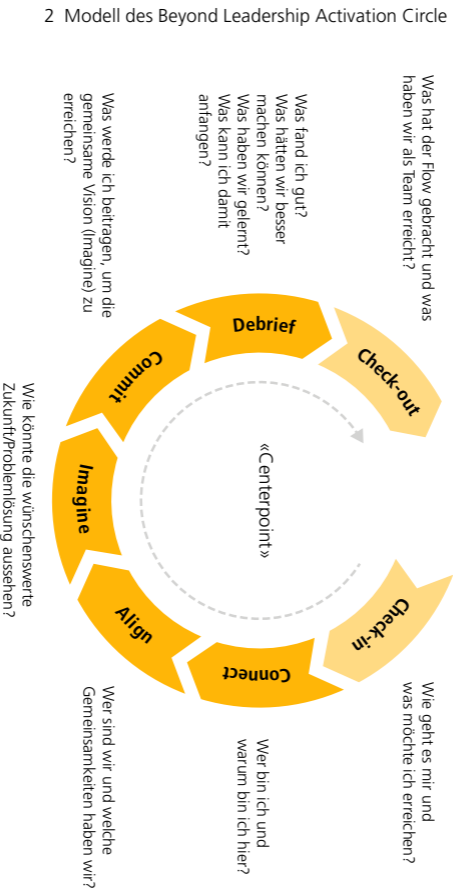 2 Modell des Beyond Leadership Activation Circle
Check-in
Wie geht es mir und
was möchte ich erreichen?
Connect
Wer bin ich und
warum bin ich hier?
Align
Wer sind wir und welche
Gemeinsamkeiten haben wir?
Imagine
Wie könnte die wünschenswerte
Zukunft/Problemlösung aussehen?
Commit
Was werde ich beitragen, um die
gemeinsame Vision (Imagine) zu
erreichen?
Debrief
Was fand ich gut?
Was hätten wir besser
machen können?
Was haben wir gelernt?
Was kann ich damit
anfangen?
Check-out
Was hat der Flow gebracht und was
haben wir als Team erreicht?
«Centerpoint»